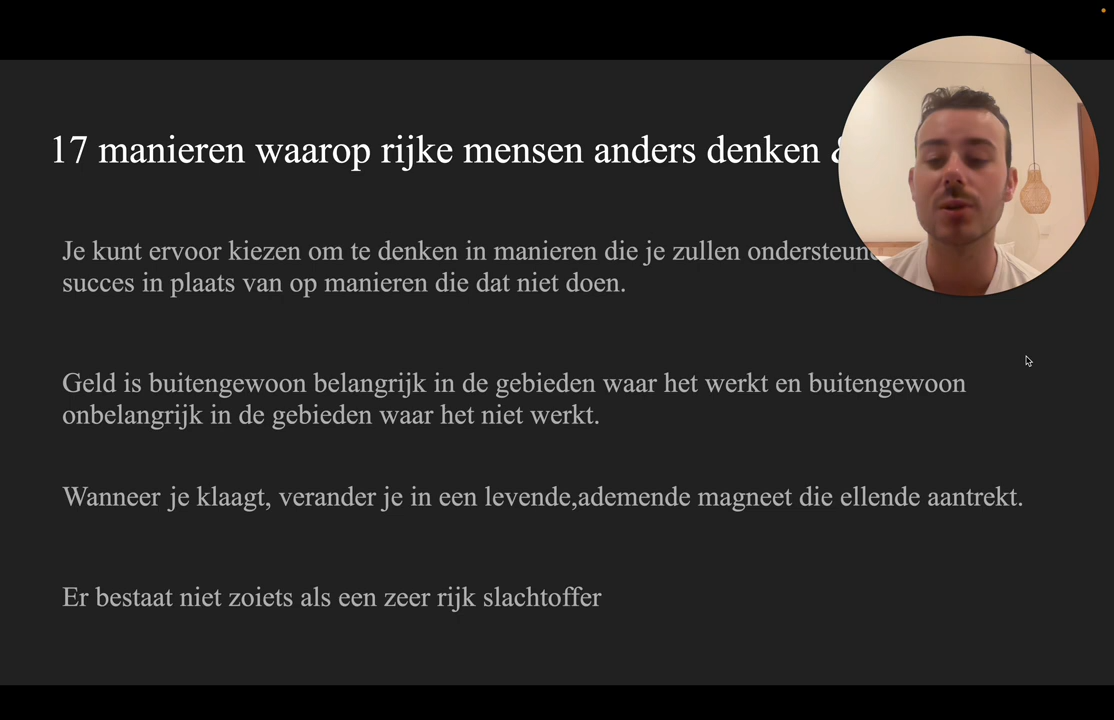 17 manieren waarop rijke mensen anders denken
Je kunt ervoor kiezen om te denken in manieren die je zullen
succes in plaats van op manieren die dat niet doen.
Geld is buitengewoon belangrijk in de gebieden waar het werkt en buitengewoon
onbelangrijk in de gebieden waar het niet werkt.
Wanneer je klaagt, verander je in een levende,ademende magneet die ellende aantrekt.
Er bestaat niet zoiets als een zeer rijk slachtoffer